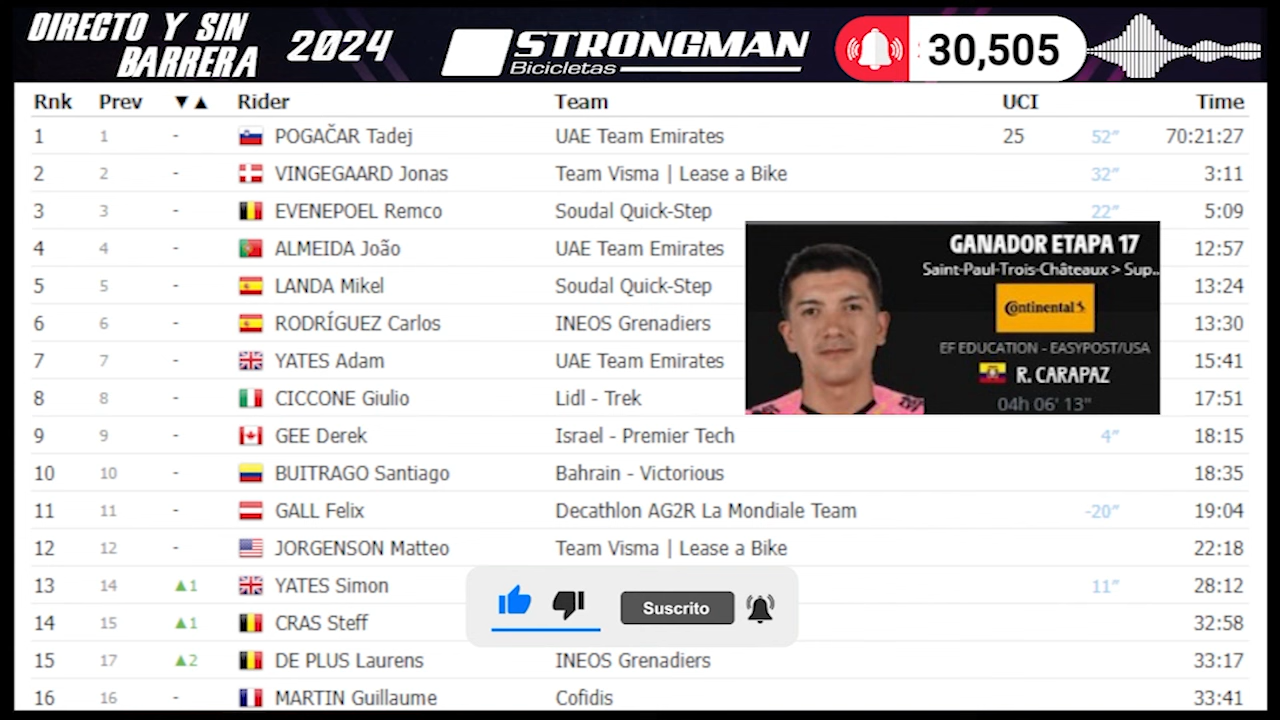 DIRECTO Y SIN BARRERA 2024 STRONGMAN Bicicletas 30,505
Rnk Prev ▼▲ Rider Team UCI Time
1 1 - POGAČAR Tadej UAE Team Emirates 25 52″ 70:21:27
2 2 - VINGEGAARD Jonas Team Visma | Lease a Bike 32″ 3:11
3 3 - EVENEPOEL Remco Soudal Quick-Step 22″ 5:09
4 4 - ALMEIDA João UAE Team Emirates 12:57
5 5 - LANDA Mikel Soudal Quick-Step 13:24
6 6 - RODRÍGUEZ Carlos INEOS Grenadiers 13:30
7 7 - YATES Adam UAE Team Emirates 15:41
8 8 - CICCONE Giulio Lidl - Trek 17:51
9 9 - GEE Derek Israel - Premier Tech 4″ 18:15
10 10 - BUITRAGO Santiago Bahrain - Victorious 18:35
11 11 - GALL Felix Decathlon AG2R La Mondiale Team -20″ 19:04
12 12 - JORGENSON Matteo Team Visma | Lease a Bike 22:18
13 14 ▲1 YATES Simon 11″ 28:12
14 15 ▲1 CRAS Steff 32:58
15 17 ▲2 DE PLUS Laurens INEOS Grenadiers 33:17
16 16 - MARTIN Guillaume Cofidis 33:41
GANADOR ETAPA 17
Saint-Paul-Trois-Châteaux > Sup..
Continental
EF EDUCATION - EASYPOST/USA
R. CARAPAZ
04h 06' 13"
Suscrito